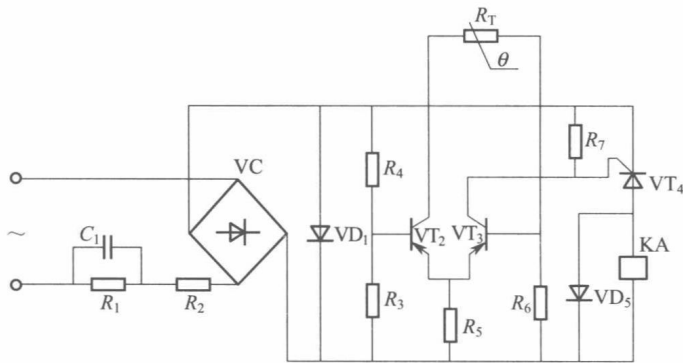 R_T
θ
VC
R_4
R_7
VT_4
C_1
~
VD_1
VT_2
VT_3
KA
R_1
R_2
R_3
R_5
R_6
VD_5